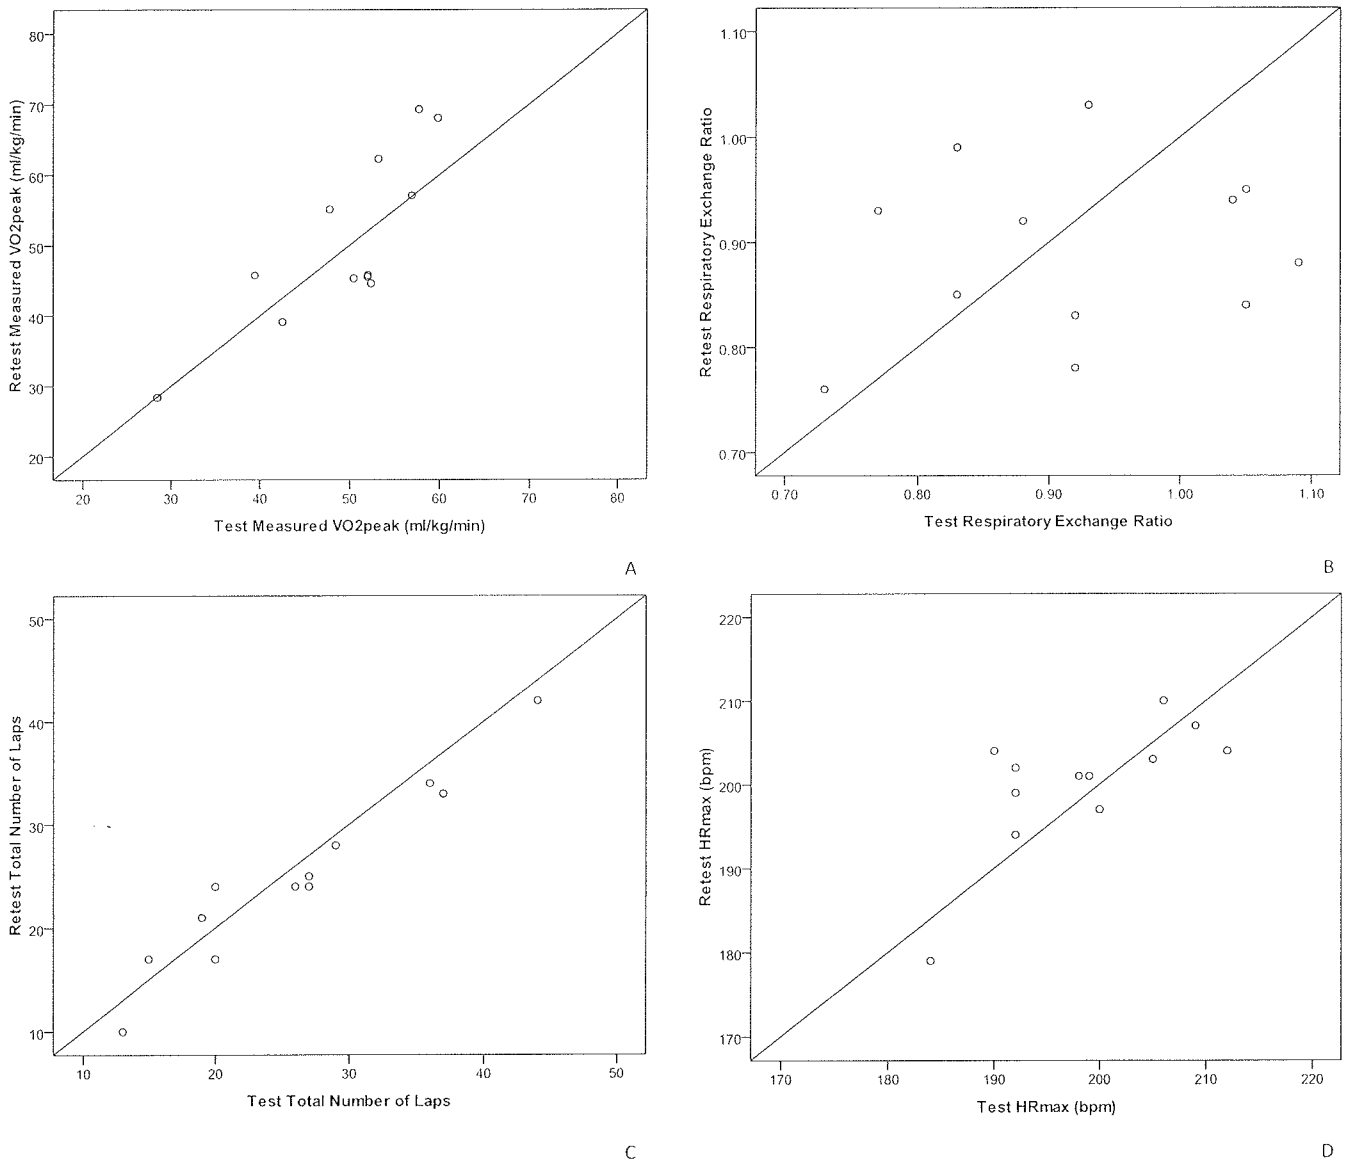 80
70
60
50
40
30
20
Retest Measured VO2peak (ml/kg/min)
20 30 40 50 60 70 80
Test Measured VO2peak (ml/kg/min)
A
1.10
1.00
0.90
0.80
0.70
Retest Respiratory Exchange Ratio
0.70 0.80 0.90 1.00 1.10
Test Respiratory Exchange Ratio
B
50
40
30
20
10
Retest Total Number of Laps
10 20 30 40 50
Test Total Number of Laps
C
220
210
200
190
180
170
Retest HRmax (bpm)
170 180 190 200 210 220
Test HRmax (bpm)
D